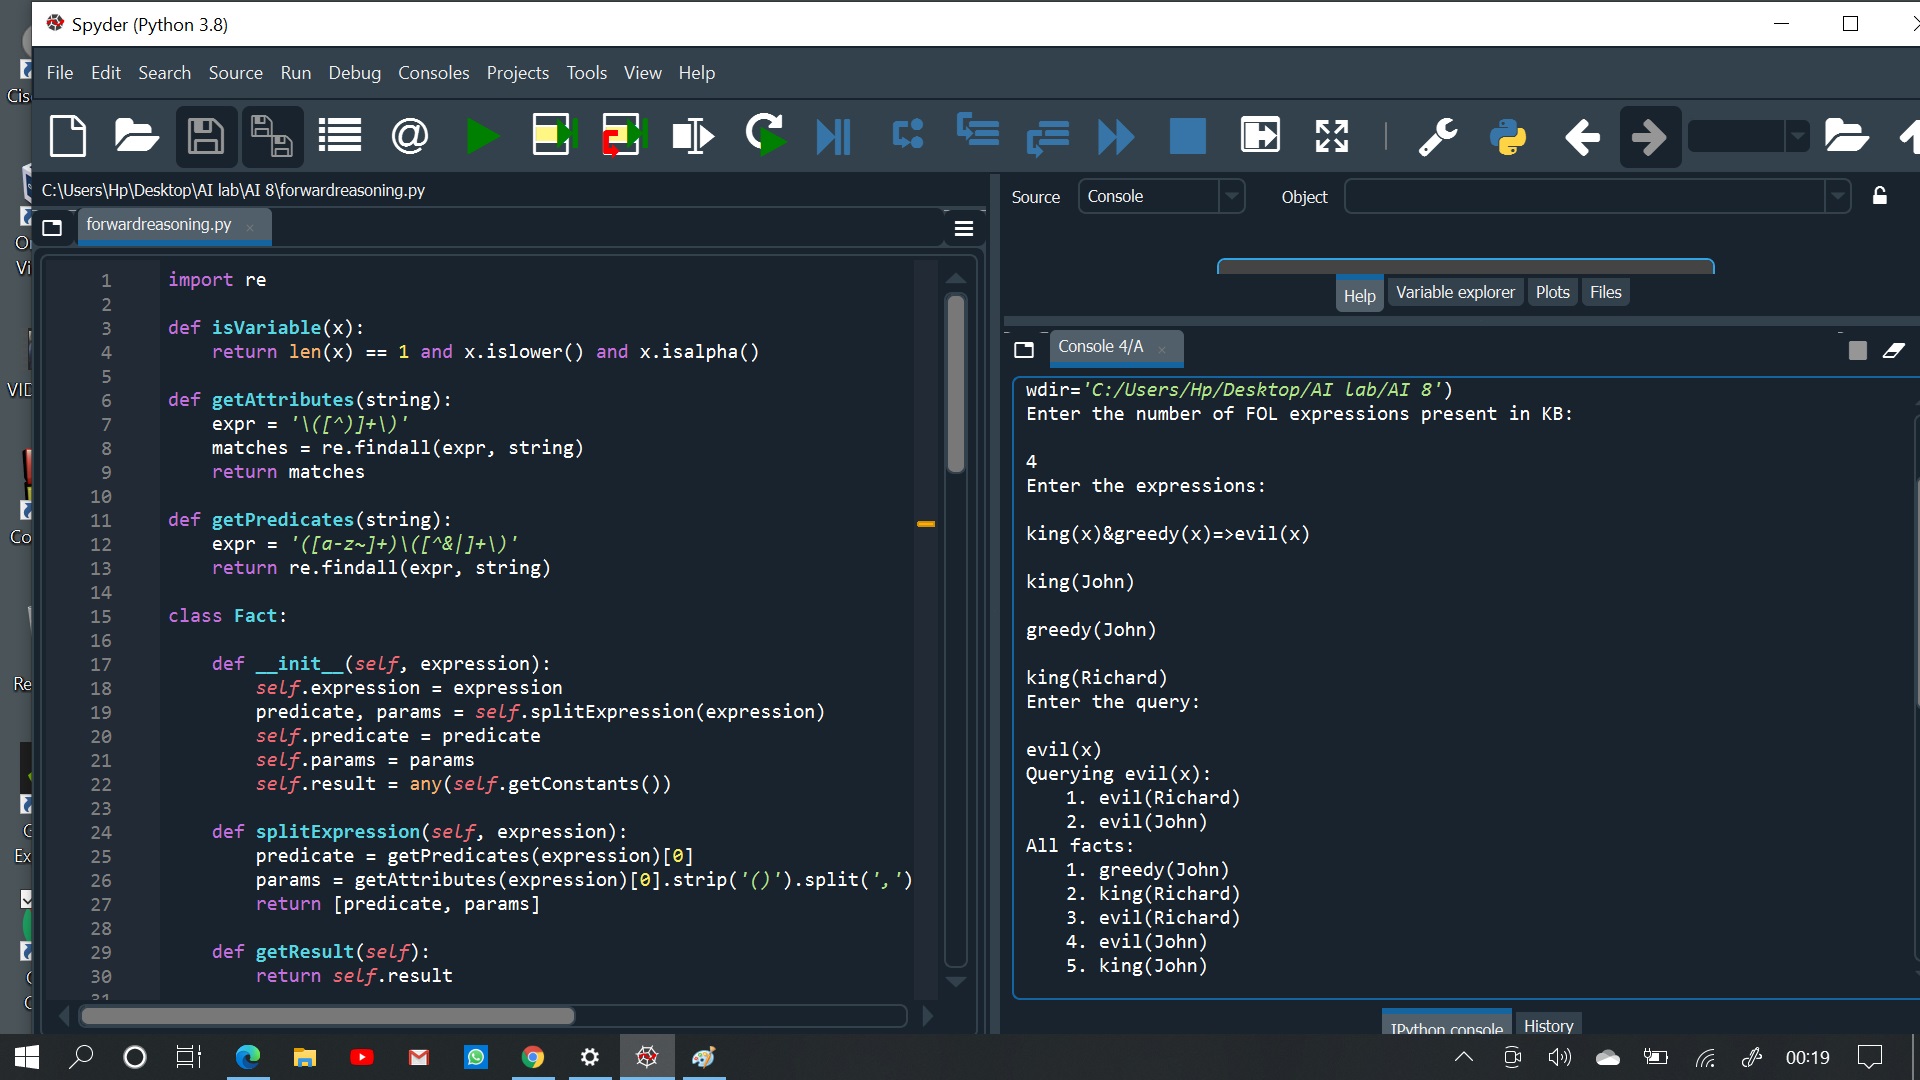 Spyder (Python 3.8)
File Edit Search Source Run Debug Consoles Projects Tools View Help
C:\Users\Hp\Desktop\AI lab\AI 8\forwardreasoning.py
forwardreasoning.py
1 import re
2
3 def isVariable(x):
4 return len(x) == 1 and x.islower() and x.isalpha()
5
6 def getAttributes(string):
7 expr = '\([^)]+\)'
8 matches = re.findall(expr, string)
9 return matches
10
11 def getPredicates(string):
12 expr = '([a-z~]+)\([^&|]+\)'
13 return re.findall(expr, string)
14
15 class Fact:
16
17 def __init__(self, expression):
18 self.expression = expression
19 predicate, params = self.splitExpression(expression)
20 self.predicate = predicate
21 self.params = params
22 self.result = any(self.getConstants())
23
24 def splitExpression(self, expression):
25 predicate = getPredicates(expression)[0]
26 params = getAttributes(expression)[0].strip('()').split(',')
27 return [predicate, params]
28
29 def getResult(self):
30 return self.result
31
Source Console Object
Help Variable explorer Plots Files
Console 4/A
wdir='C:/Users/Hp/Desktop/AI lab/AI 8')
Enter the number of FOL expressions present in KB:
4
Enter the expressions:
king(x)&greedy(x)=>evil(x)
king(John)
greedy(John)
king(Richard)
Enter the query:
evil(x)
Querying evil(x):
1. evil(Richard)
2. evil(John)
All facts:
1. greedy(John)
2. king(Richard)
3. evil(Richard)
4. evil(John)
5. king(John)
IPython console History
Cis
Vi
VID
Co
Re
Ex
00:19